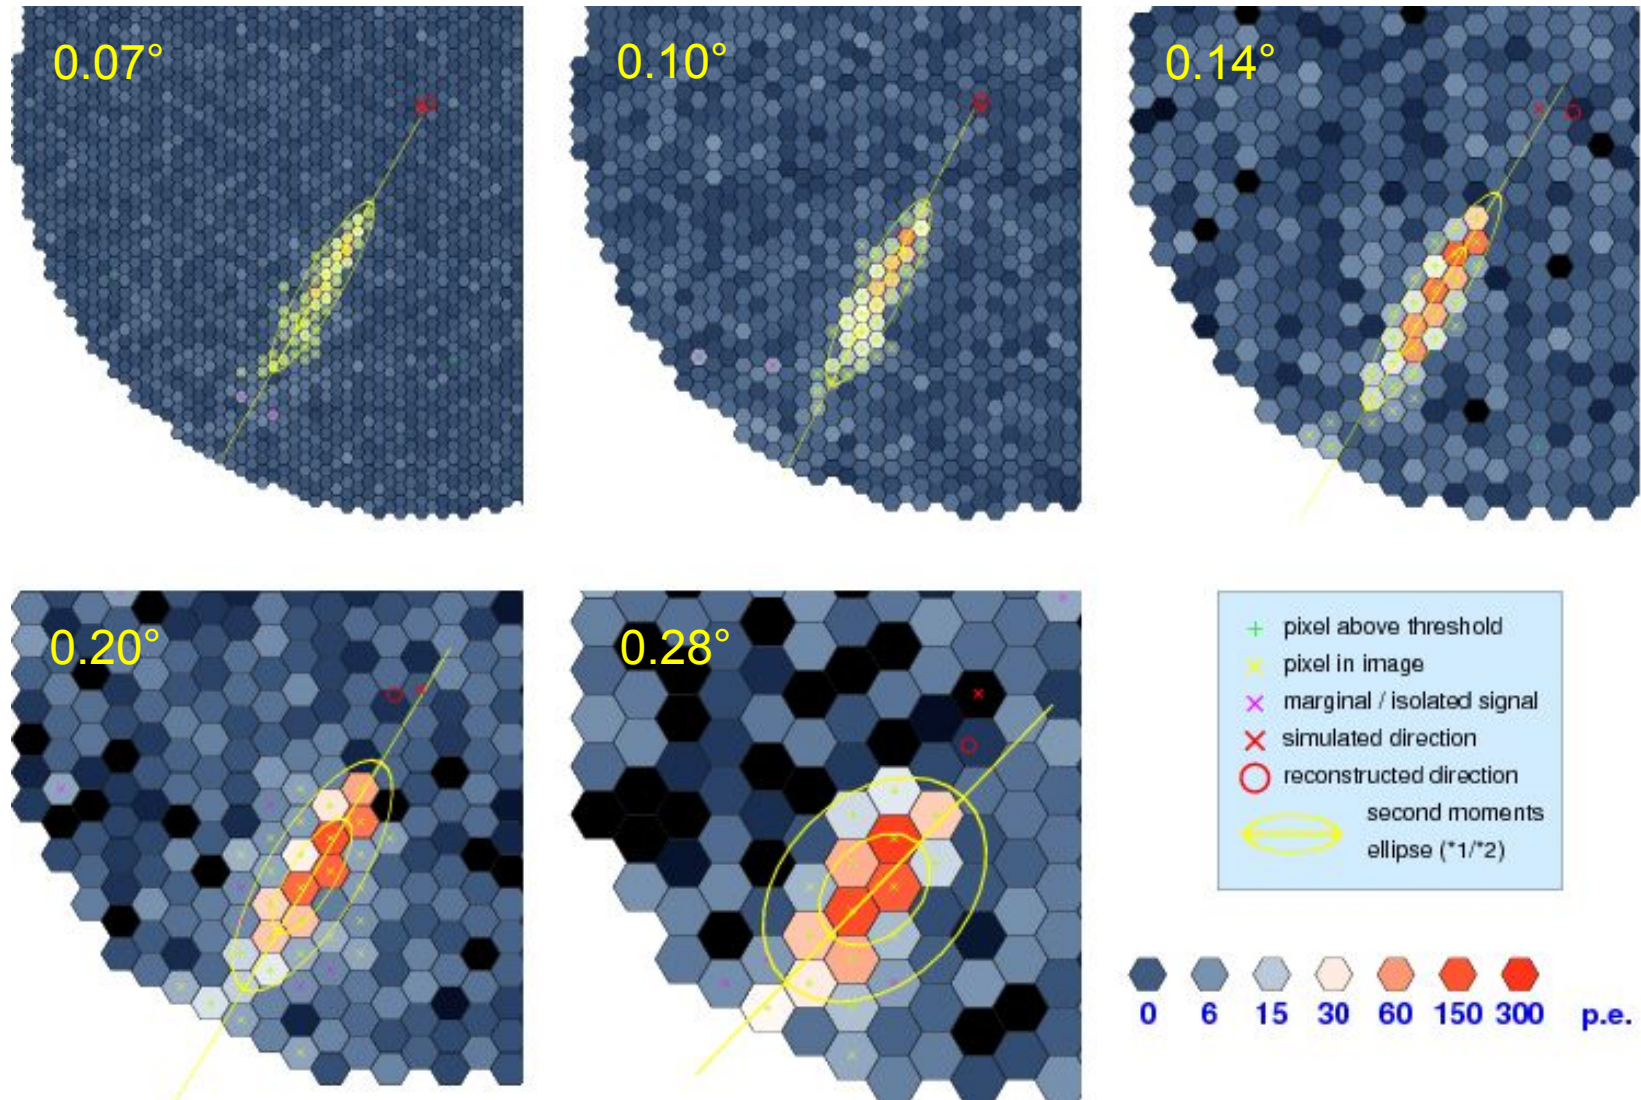 0.07°
0.10°
0.14°
0.20°
0.28°
pixel above threshold
pixel in image
marginal / isolated signal
simulated direction
reconstructed direction
second moments
ellipse (*1/*2)
0 6 15 30 60 150 300 p.e.